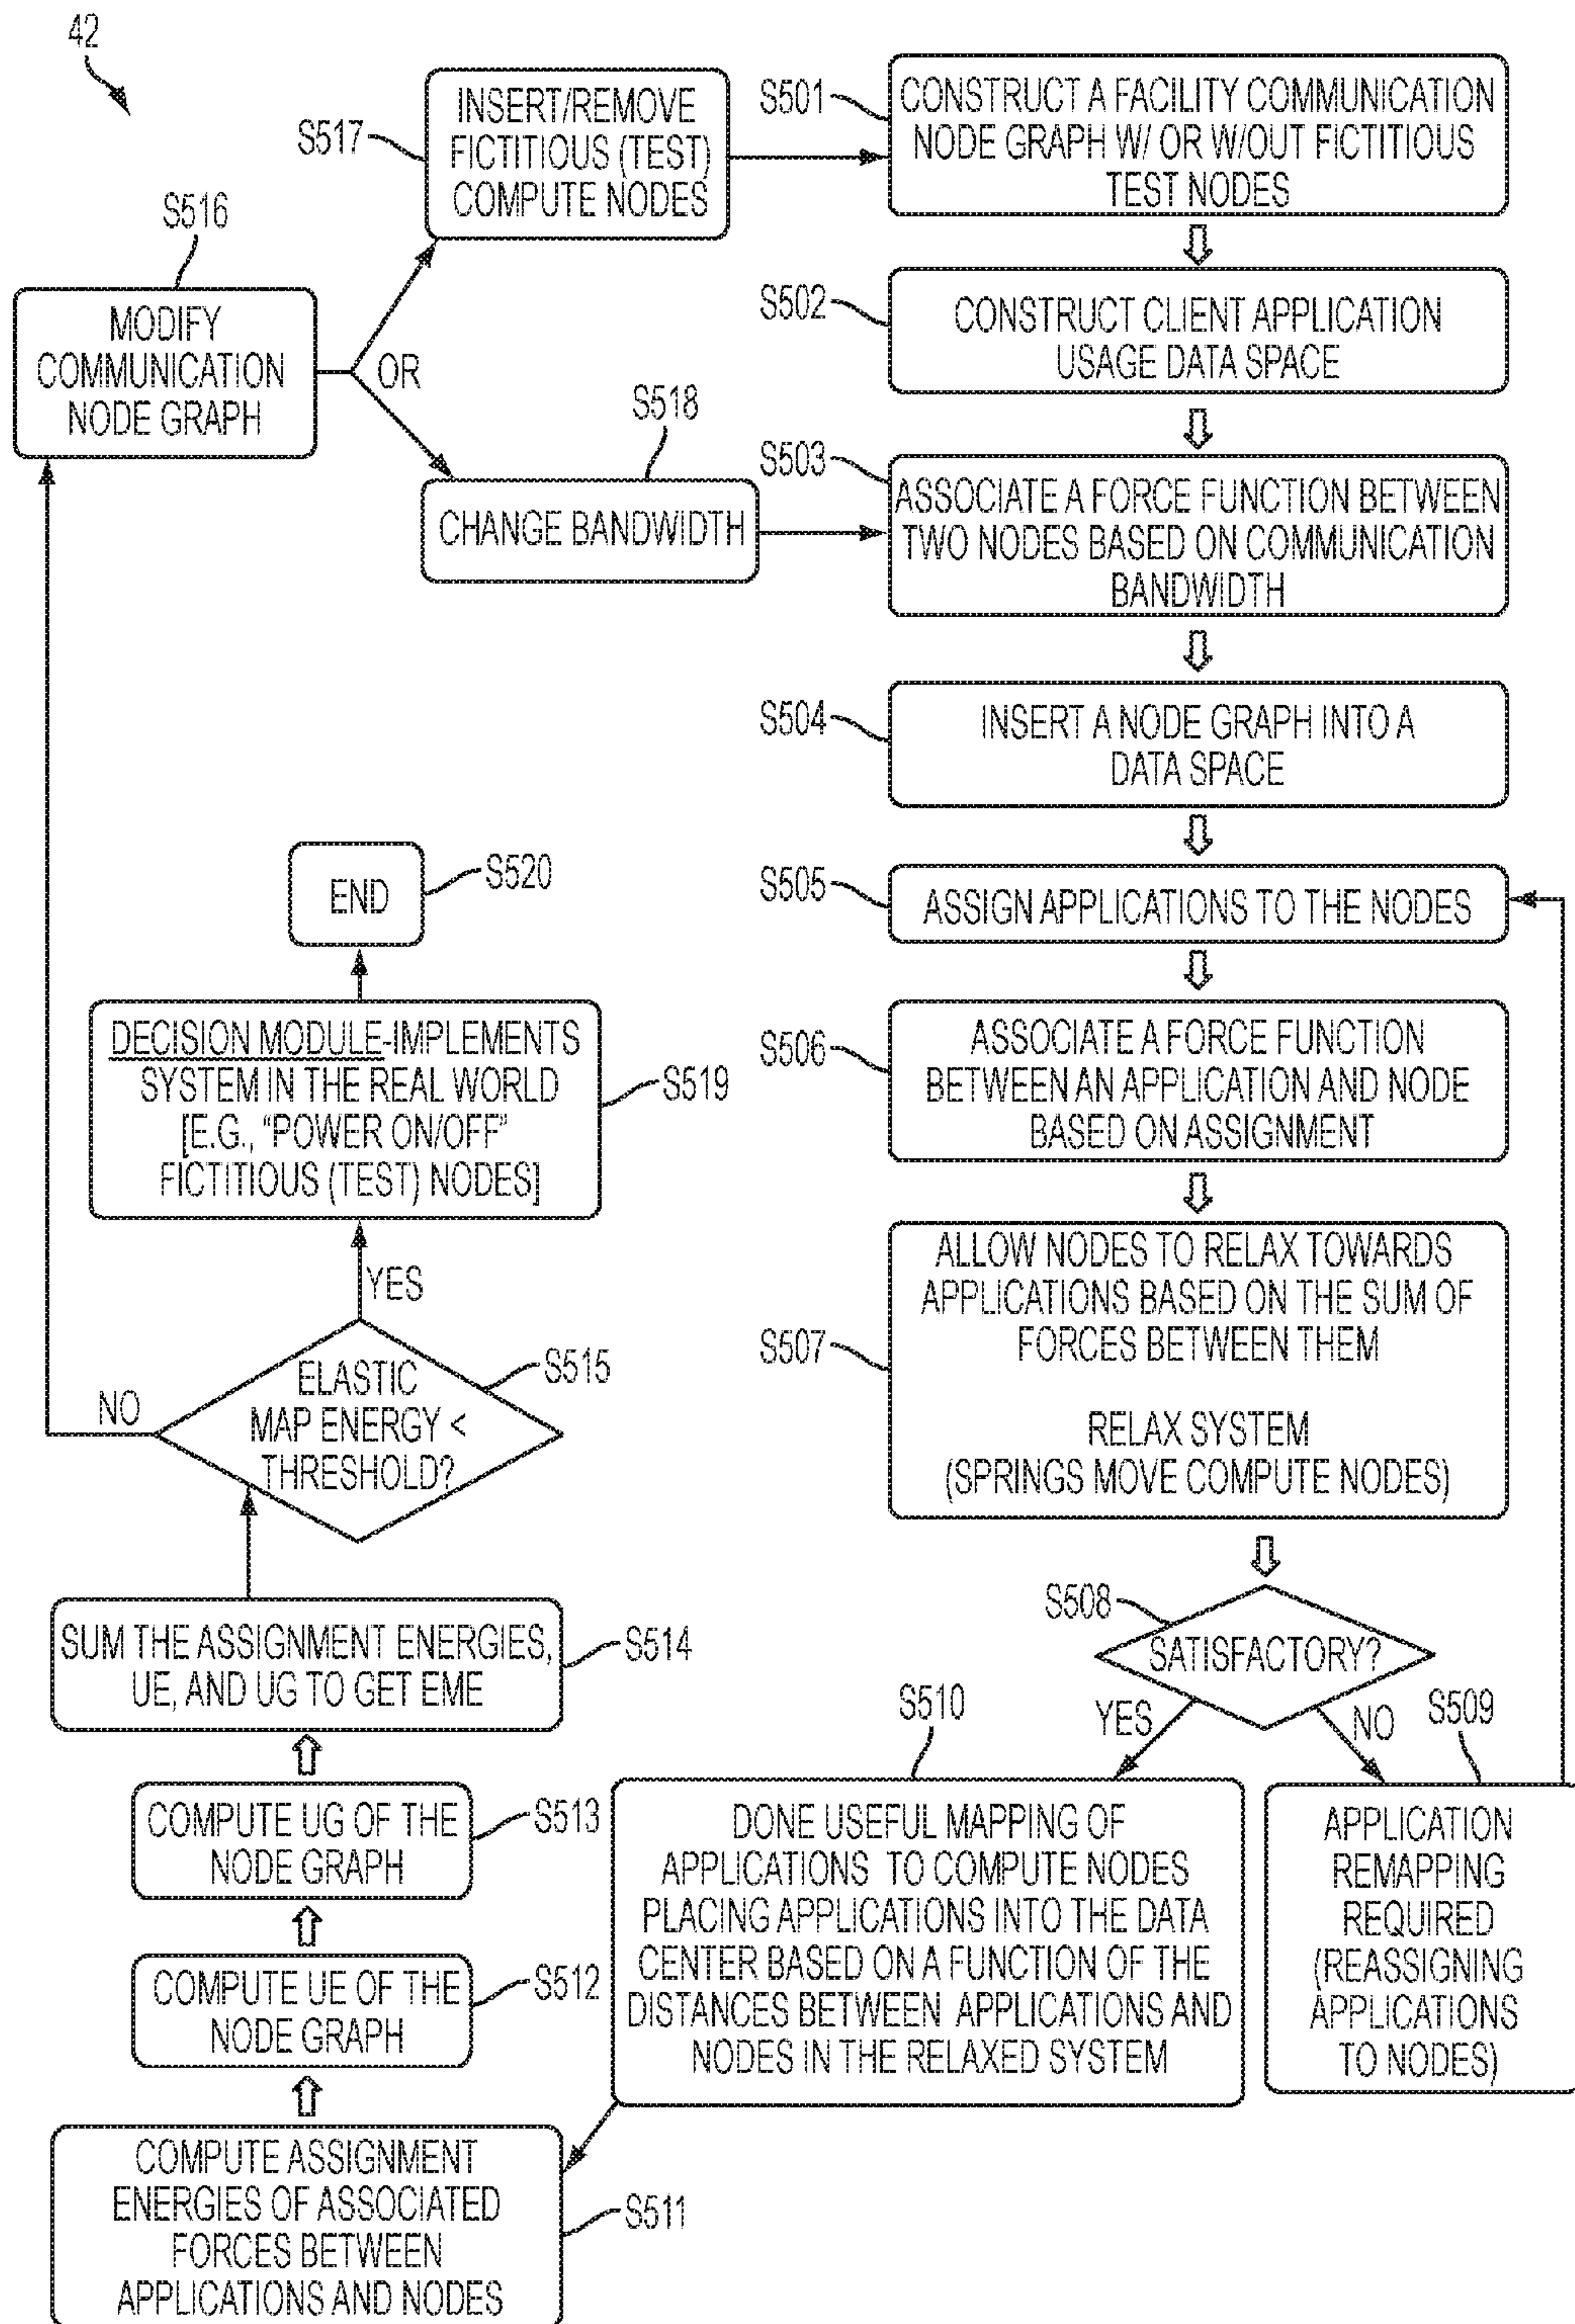 42
INSERT/REMOVE
FICTITIOUS (TEST)
COMPUTE NODES
S517
S501
CONSTRUCT A FACILITY COMMUNICATION
NODE GRAPH W/ OR W/OUT FICTITIOUS
TEST NODES
S516
MODIFY
COMMUNICATION
NODE GRAPH
OR
S502
CONSTRUCT CLIENT APPLICATION
USAGE DATA SPACE
S518
CHANGE BANDWIDTH
S503
ASSOCIATE A FORCE FUNCTION BETWEEN
TWO NODES BASED ON COMMUNICATION
BANDWIDTH
S504
INSERT A NODE GRAPH INTO A
DATA SPACE
S505
ASSIGN APPLICATIONS TO THE NODES
END
S520
S506
ASSOCIATE A FORCE FUNCTION
BETWEEN AN APPLICATION AND NODE
BASED ON ASSIGNMENT
DECISION MODULE-IMPLEMENTS
SYSTEM IN THE REAL WORLD
[E.G., "POWER ON/OFF"
FICTITIOUS (TEST) NODES]
S519
YES
S507
ALLOW NODES TO RELAX TOWARDS
APPLICATIONS BASED ON THE SUM OF
FORCES BETWEEN THEM
RELAX SYSTEM
(SPRINGS MOVE COMPUTE NODES)
NO
ELASTIC
MAP ENERGY <
THRESHOLD?
S515
S508
SATISFACTORY?
YES
NO
S509
APPLICATION
REMAPPING
REQUIRED
(REASSIGNING
APPLICATIONS
TO NODES)
S510
DONE USEFUL MAPPING OF
APPLICATIONS TO COMPUTE NODES
PLACING APPLICATIONS INTO THE DATA
CENTER BASED ON A FUNCTION OF THE
DISTANCES BETWEEN APPLICATIONS AND
NODES IN THE RELAXED SYSTEM
SUM THE ASSIGNMENT ENERGIES,
UE, AND UG TO GET EME
S514
COMPUTE UG OF THE
NODE GRAPH
S513
COMPUTE UE OF THE
NODE GRAPH
S512
COMPUTE ASSIGNMENT
ENERGIES OF ASSOCIATED
FORCES BETWEEN
APPLICATIONS AND NODES
S511